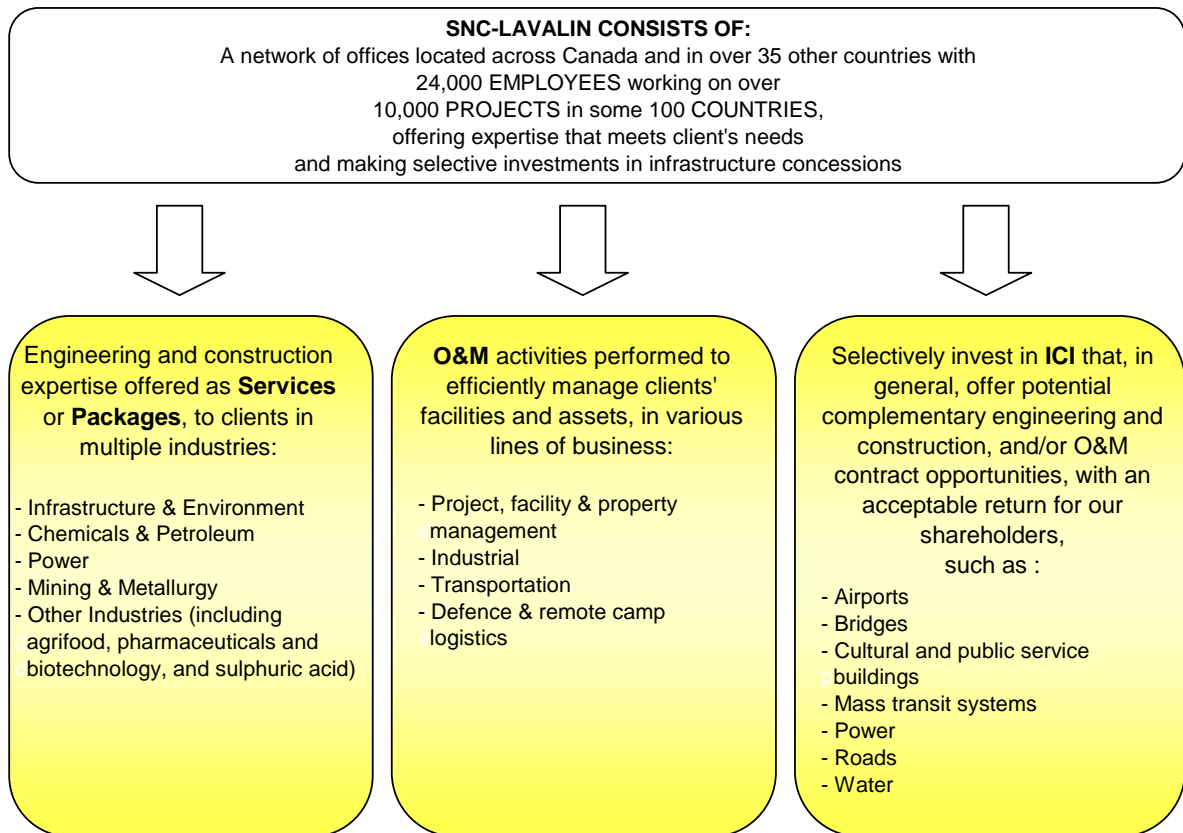 SNC-LAVALIN CONSISTS OF:
A network of offices located across Canada and in over 35 other countries with
24,000 EMPLOYEES working on over
10,000 PROJECTS in some 100 COUNTRIES,
offering expertise that meets client's needs
and making selective investments in infrastructure concessions
Engineering and construction
expertise offered as Services
or Packages, to clients in
multiple industries:
- Infrastructure & Environment
- Chemicals & Petroleum
- Power
- Mining & Metallurgy
- Other Industries (including
agrifood, pharmaceuticals and
biotechnology, and sulphuric acid)
O&M activities performed to
efficiently manage clients'
facilities and assets, in various
lines of business:
- Project, facility & property
management
- Industrial
- Transportation
- Defence & remote camp
logistics
Selectively invest in ICI that, in
general, offer potential
complementary engineering and
construction, and/or O&M
contract opportunities, with an
acceptable return for our
shareholders,
such as :
- Airports
- Bridges
- Cultural and public service
buildings
- Mass transit systems
- Power
- Roads
- Water